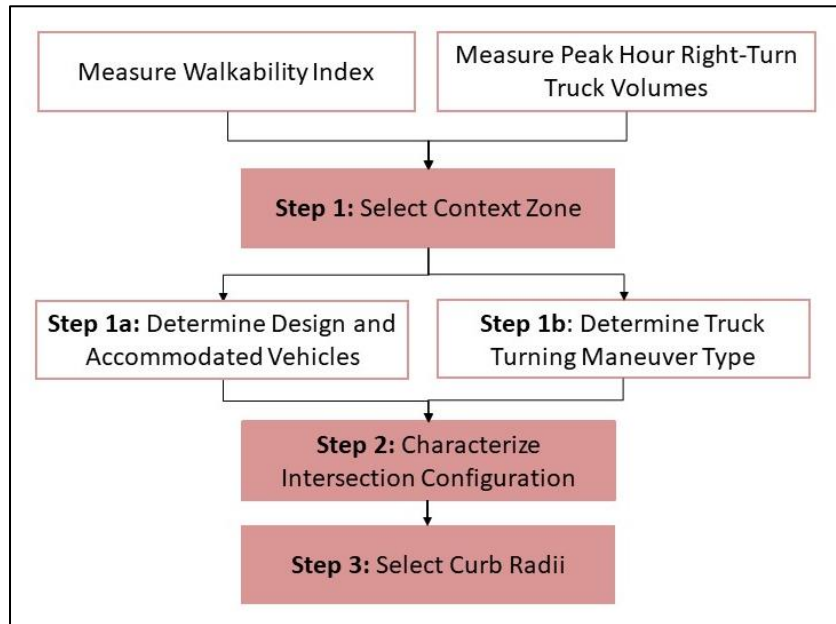 Measure Walkability Index
Measure Peak Hour Right-Turn
Truck Volumes
Step 1: Select Context Zone
Step 1a: Determine Design and
Accommodated Vehicles
Step 1b: Determine Truck
Turning Maneuver Type
Step 2: Characterize
Intersection Configuration
Step 3: Select Curb Radii